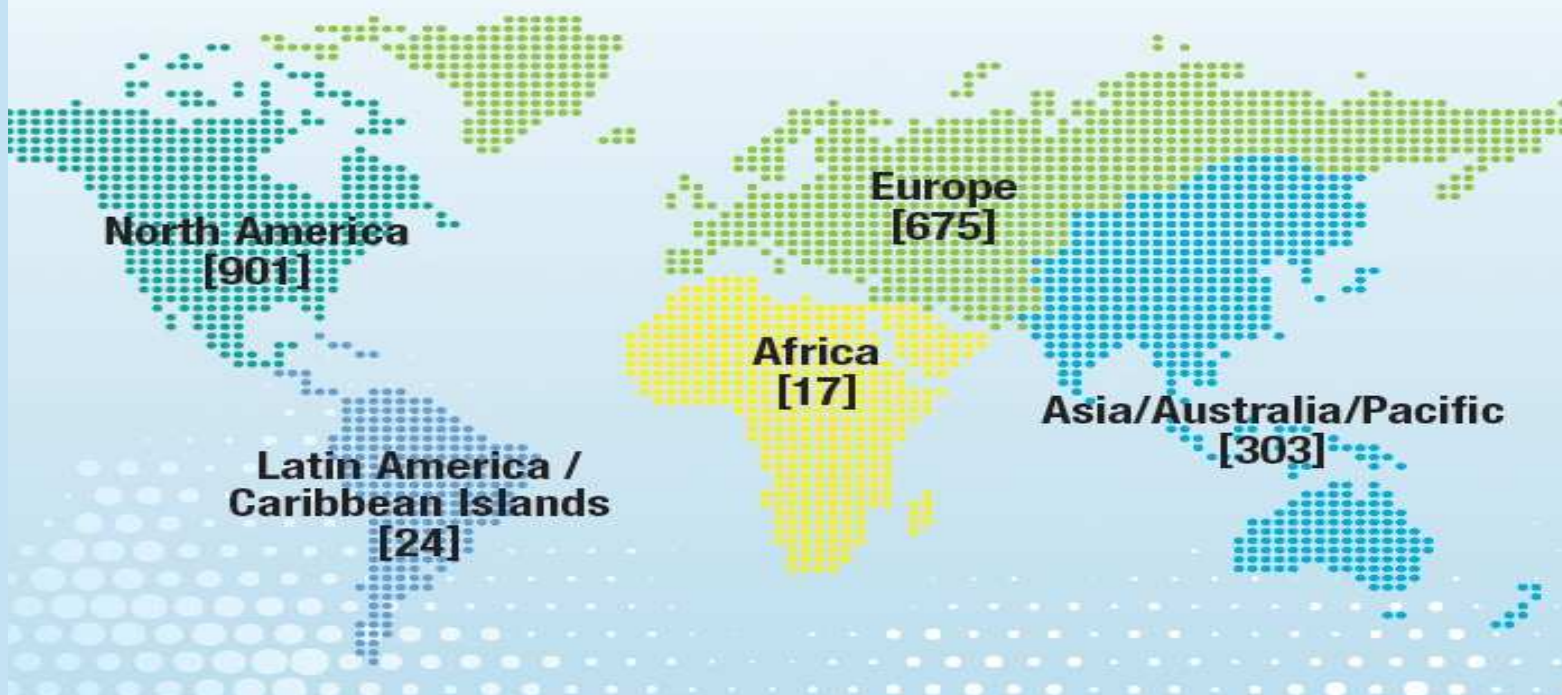 North America
[901]
Europe
[675]
Africa
[17]
Asia/Australia/Pacific
[303]
Latin America /
Caribbean Islands
[24]